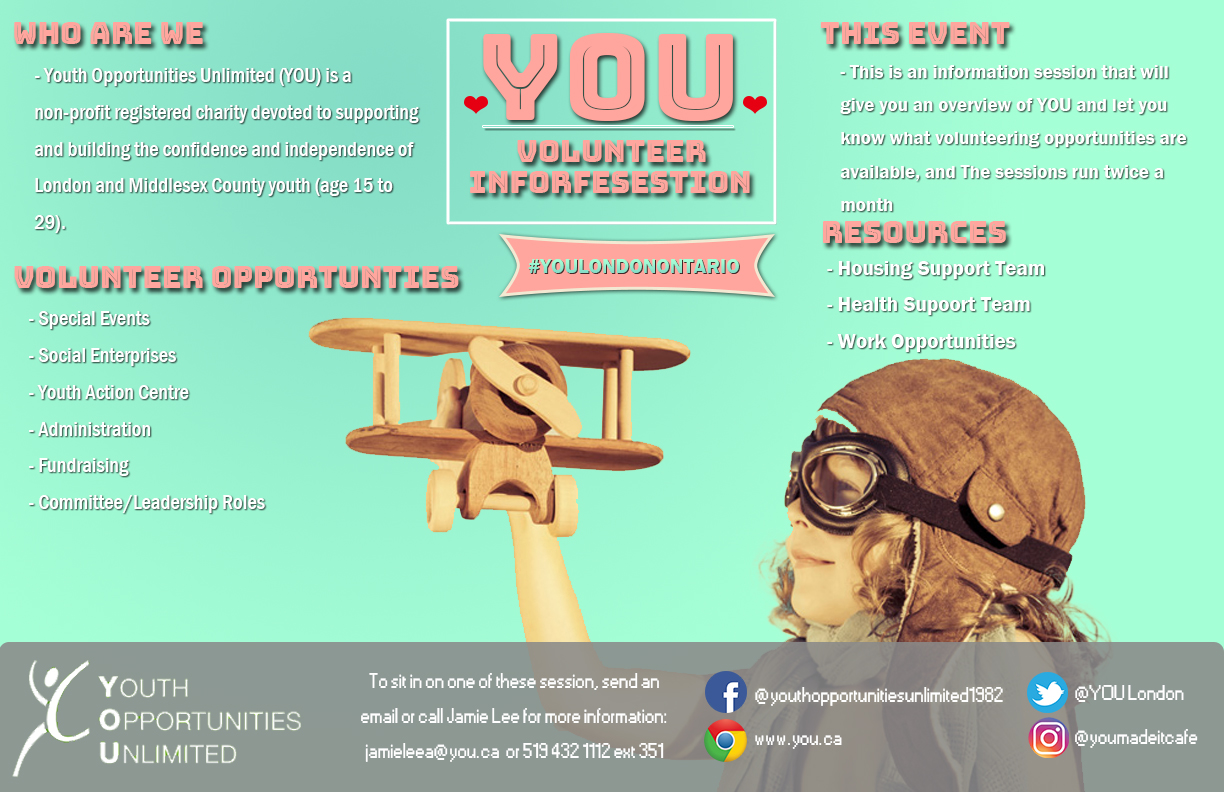 WHO ARE WE
- Youth Opportunities Unlimited (YOU) is a
non-profit registered charity devoted to supporting
and building the confidence and independence of
London and Middlesex County youth (age 15 to
29).
VOLUNTEER OPPORTUNTIES
- Special Events
- Social Enterprises
- Youth Action Centre
- Administration
- Fundraising
- Committee/Leadership Roles
YOU
VOLUNTEER
INFORFESESTION
#YOULONDONONTARIO
THIS EVENT
- This is an information session that will
give you an overview of YOU and let you
know what volunteering opportunities are
available, and The sessions run twice a
month
RESOURCES
- Housing Support Team
- Health Supoort Team
- Work Opportunities
YOUTH
OPPORTUNITIES
UNLIMITED
To sit in on one of these session, send an
email or call Jamie Lee for more information:
jamieleea@you.ca or 519 432 1112 ext 351
@youthopportunitiesunlimited1982
www.you.ca
@YOULondon
@youmadeitcafe